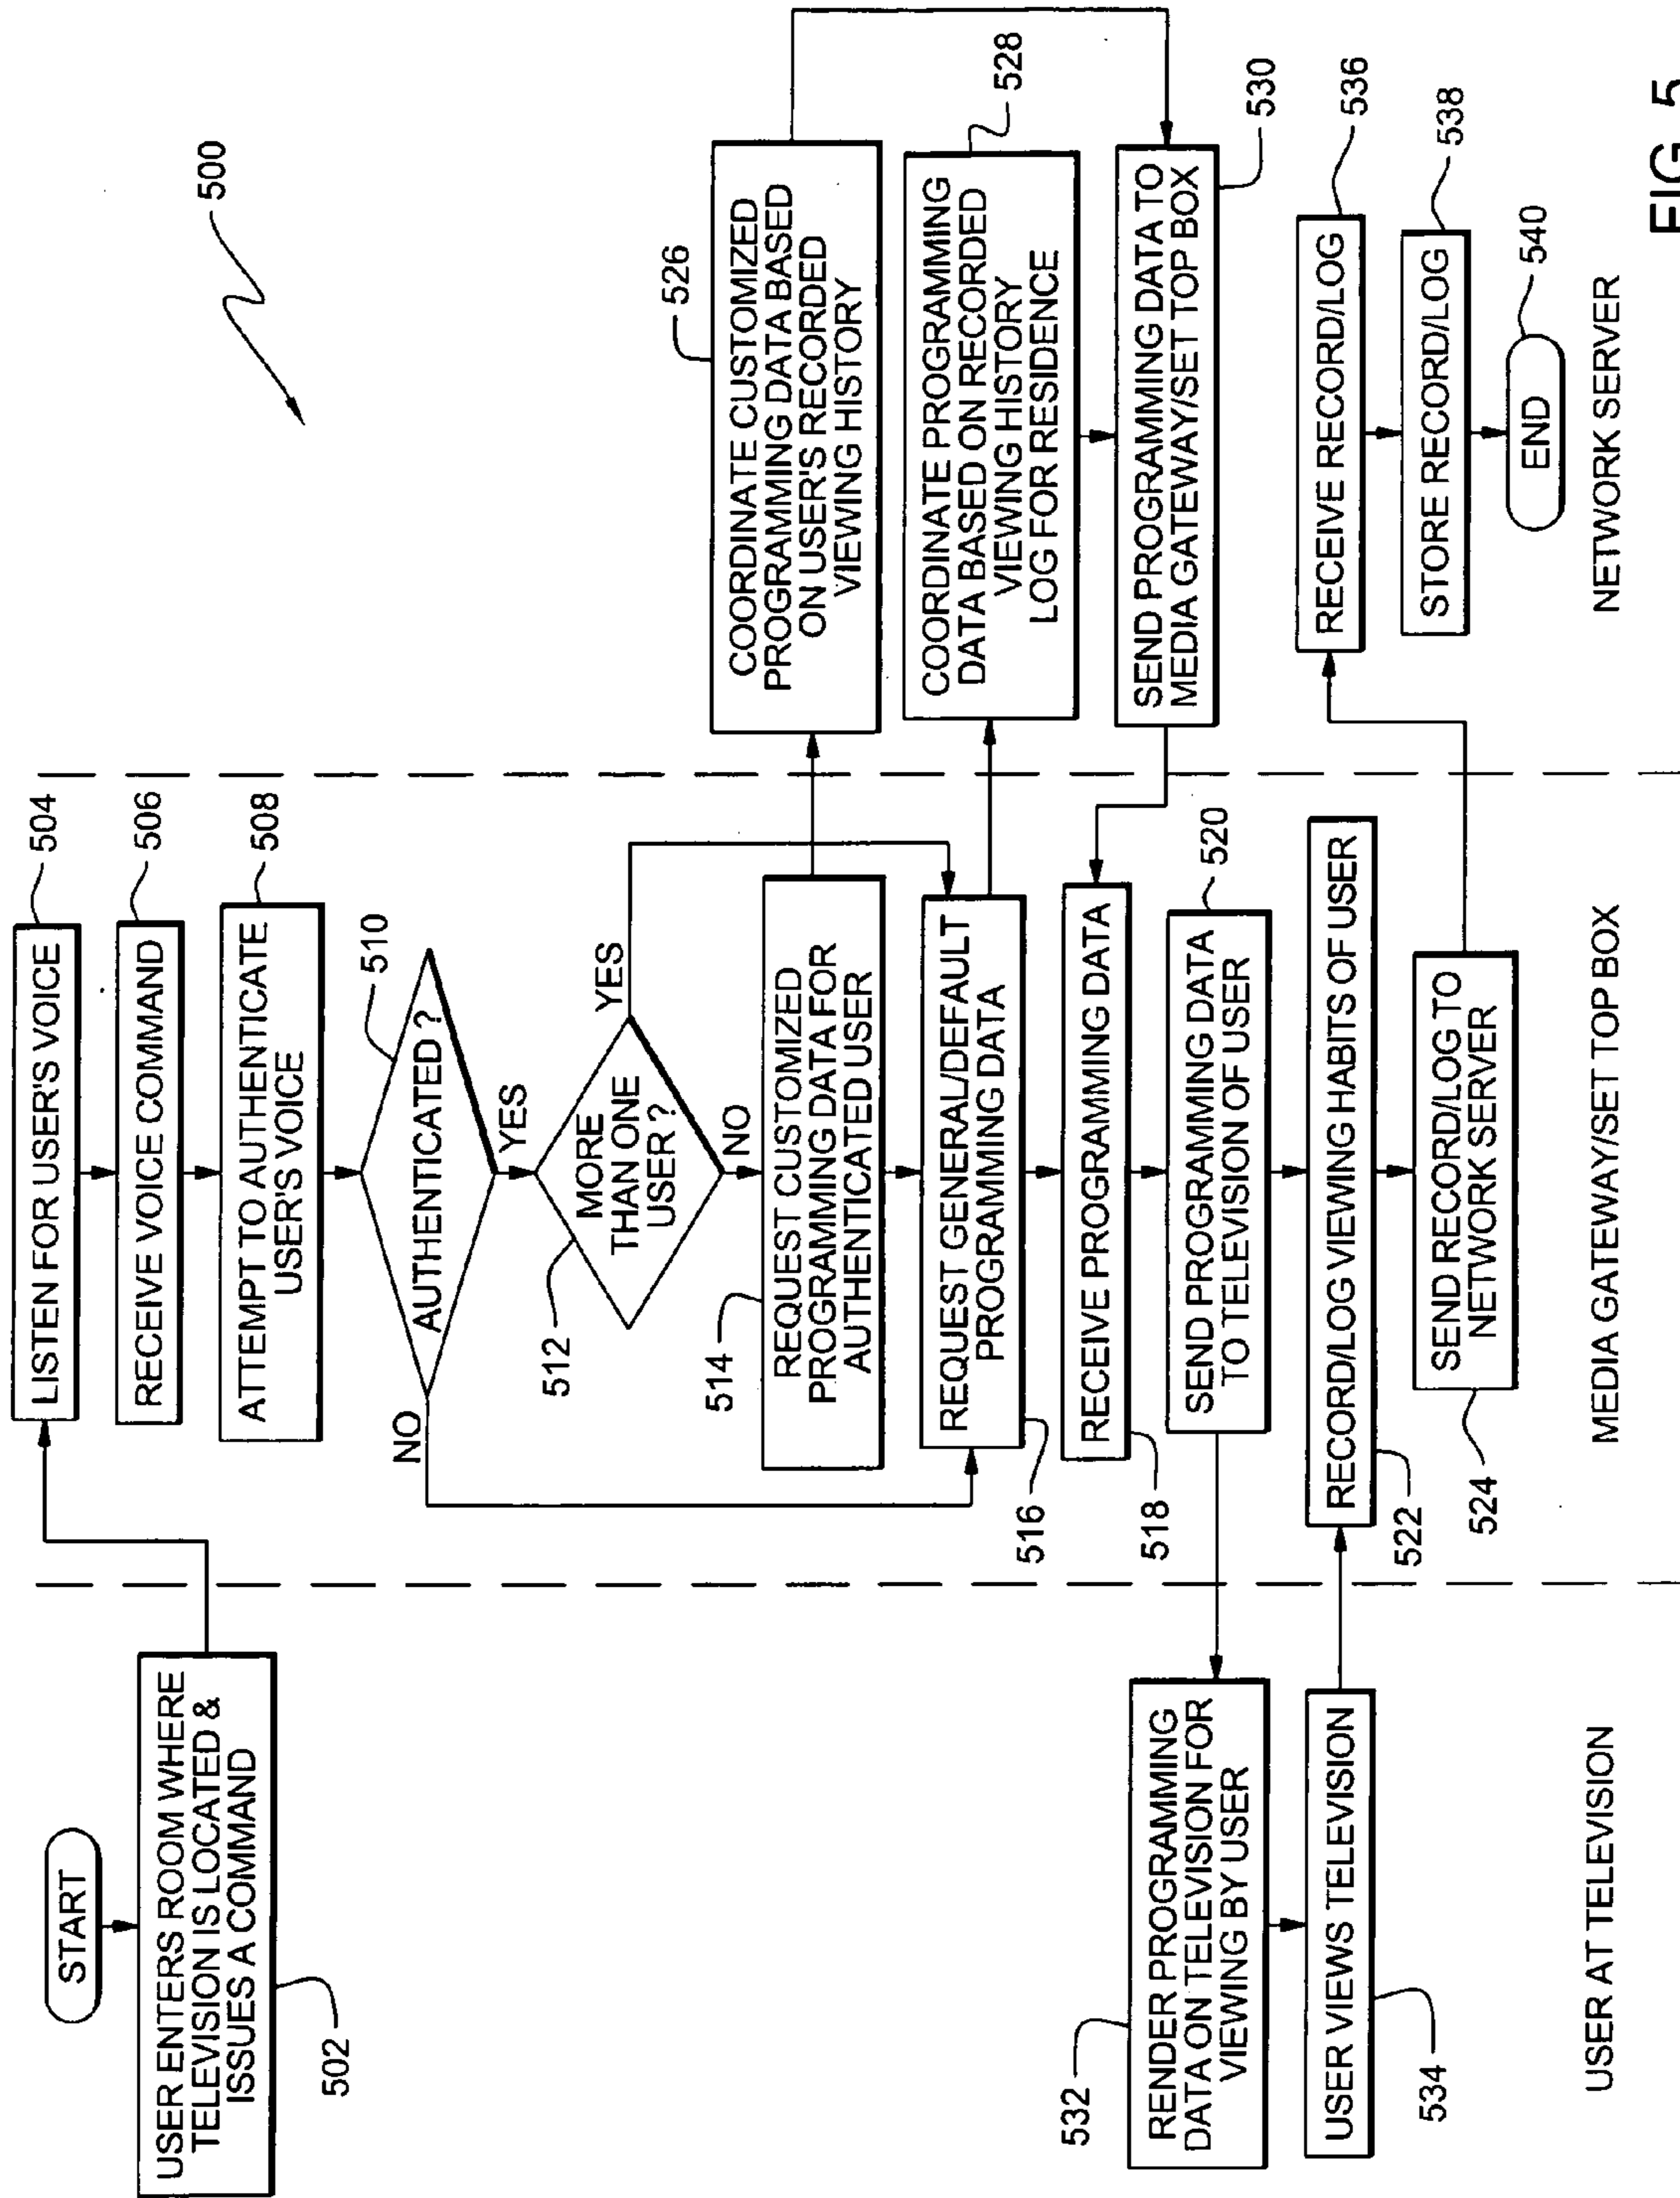 START
USER ENTERS ROOM WHERE
TELEVISION IS LOCATED &
ISSUES A COMMAND
502
532
RENDER PROGRAMMING
DATA ON TELEVISION FOR
VIEWING BY USER
USER VIEWS TELEVISION
534
USER AT TELEVISION
LISTEN FOR USER'S VOICE
504
RECEIVE VOICE COMMAND
506
ATTEMPT TO AUTHENTICATE
USER'S VOICE
508
AUTHENTICATED ?
510
NO
YES
MORE
THAN ONE
USER ?
512
YES
NO
514
REQUEST CUSTOMIZED
PROGRAMMING DATA FOR
AUTHENTICATED USER
REQUEST GENERAL/DEFAULT
PROGRAMMING DATA
516
RECEIVE PROGRAMMING DATA
518
SEND PROGRAMMING DATA
TO TELEVISION OF USER
520
RECORD/LOG VIEWING HABITS OF USER
522
SEND RECORD/LOG TO
NETWORK SERVER
524
MEDIA GATEWAY/SET TOP BOX
500
526
COORDINATE CUSTOMIZED
PROGRAMMING DATA BASED
ON USER'S RECORDED
VIEWING HISTORY
COORDINATE PROGRAMMING
DATA BASED ON RECORDED
VIEWING HISTORY
LOG FOR RESIDENCE
528
SEND PROGRAMMING DATA TO
MEDIA GATEWAY/SET TOP BOX
530
RECEIVE RECORD/LOG
536
STORE RECORD/LOG
538
END
540
NETWORK SERVER
FIG. 5